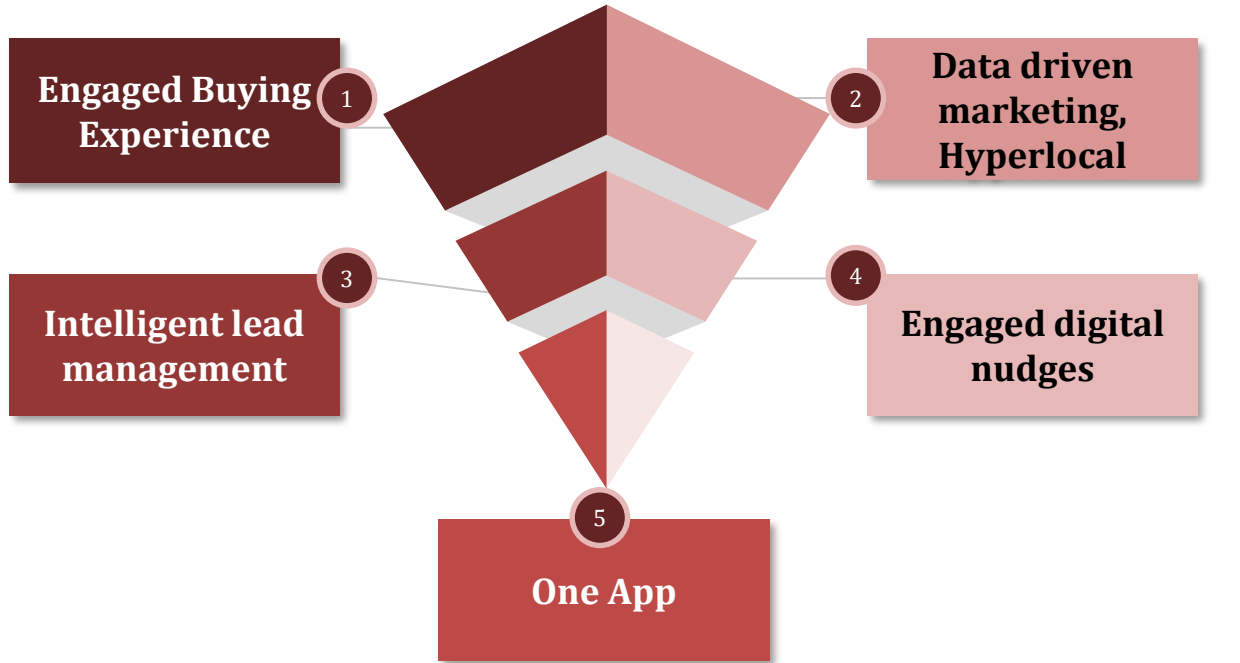 1
Engaged Buying
Experience
2
Data driven
marketing,
Hyperlocal
3
Intelligent lead
management
4
Engaged digital
nudges
5
One App